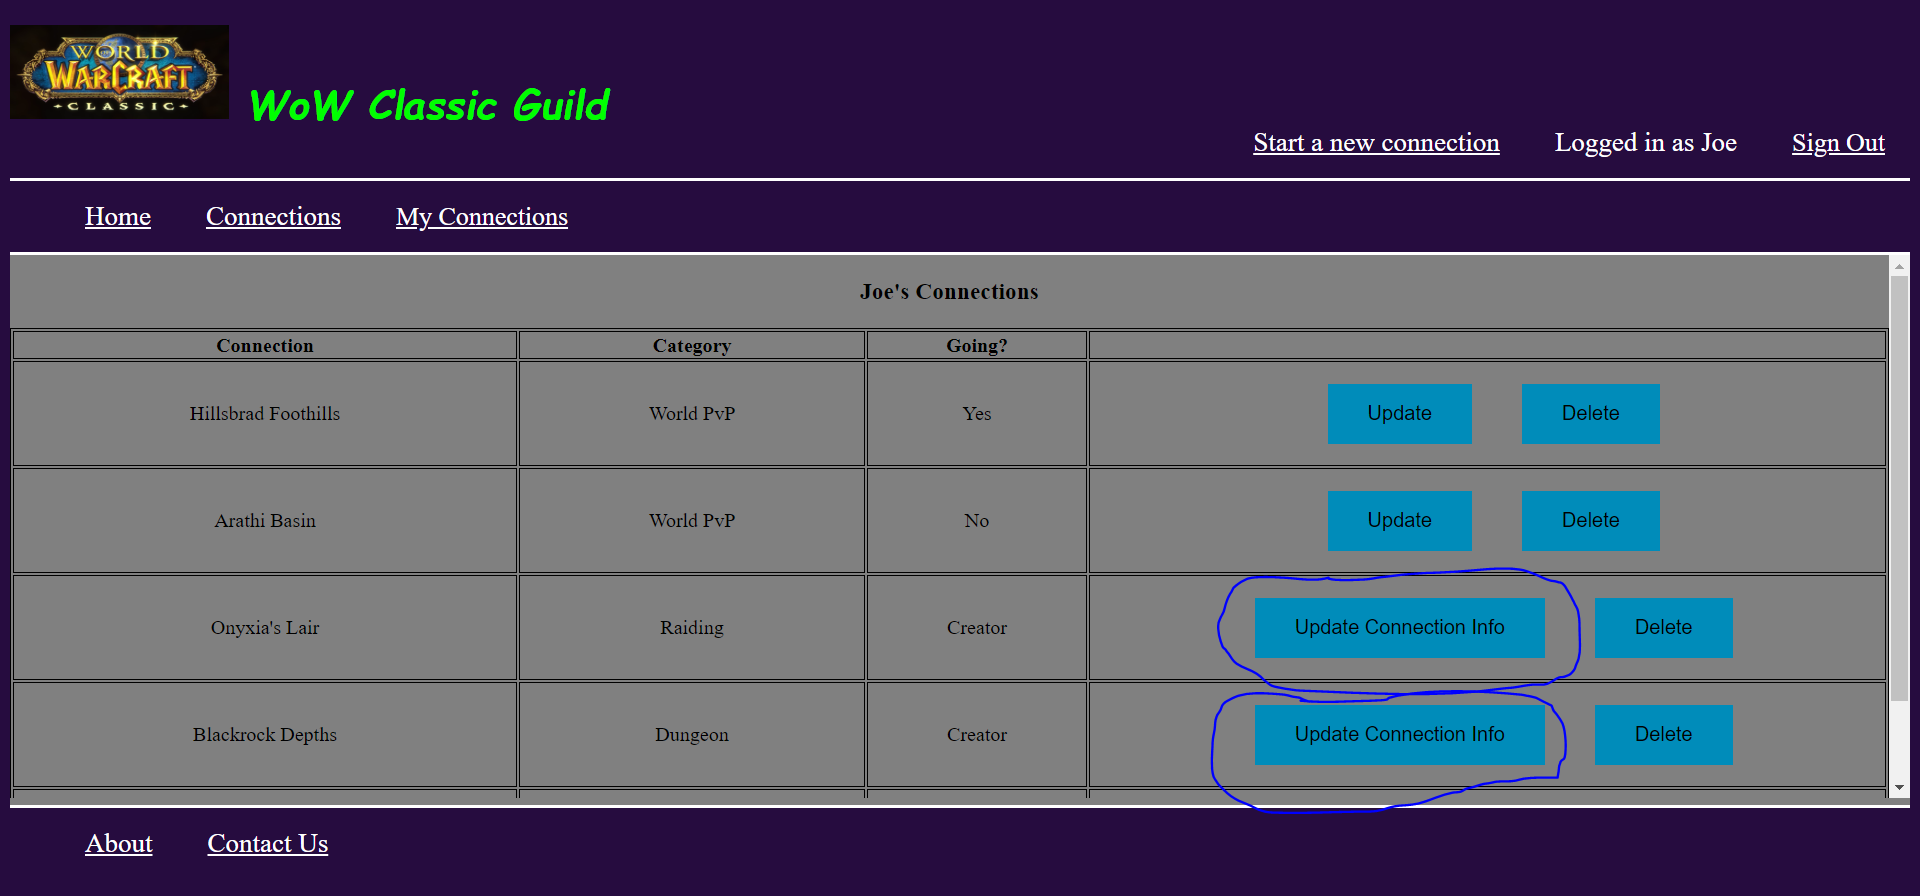 WORLD
OF
WARCRAFT
CLASSIC
WoW Classic Guild
Start a new connection Logged in as Joe Sign Out
Home Connections My Connections
Joe's Connections
Connection Category Going?
Hillsbrad Foothills World PvP Yes Update Delete
Arathi Basin World PvP No Update Delete
Onyxia's Lair Raiding Creator Update Connection Info Delete
Blackrock Depths Dungeon Creator Update Connection Info Delete
About Contact Us